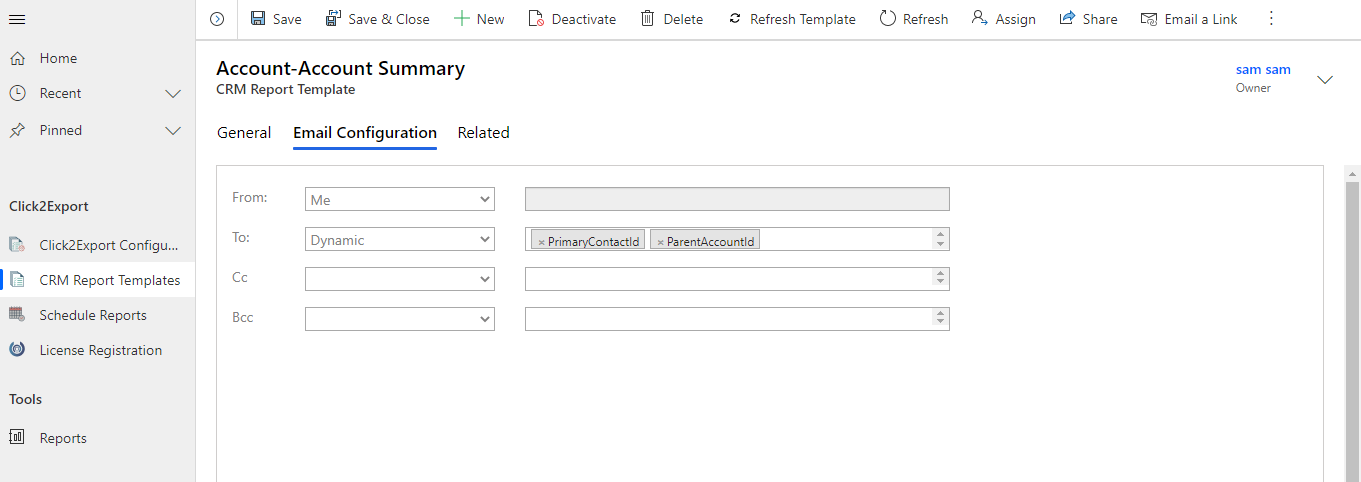 Save
Save & Close
New
Deactivate
Delete
Refresh Template
Refresh
Assign
Share
Email a Link
Home
Recent
Pinned
Click2Export
Click2Export Configu...
CRM Report Templates
Schedule Reports
License Registration
Tools
Reports
Account-Account Summary
CRM Report Template
sam sam
Owner
General
Email Configuration
Related
From:
Me
To:
Dynamic
× PrimaryContactId
× ParentAccountId
Cc
Bcc